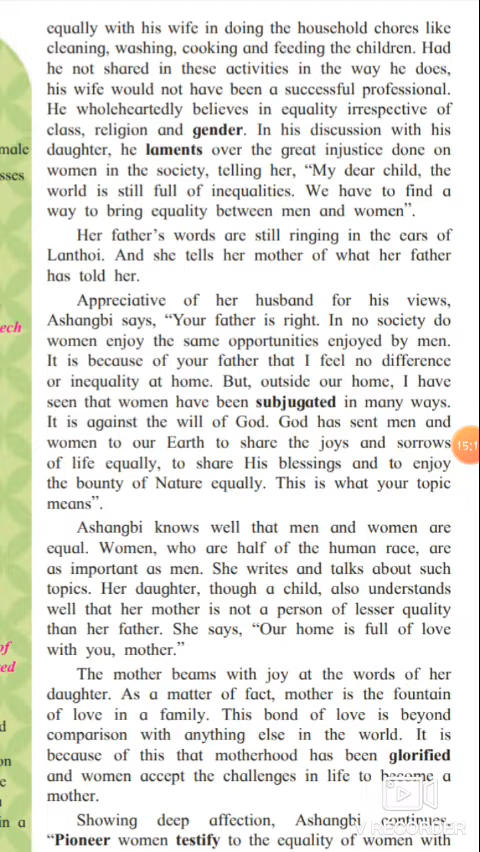 equally with his wife in doing the household chores like
cleaning, washing, cooking and feeding the children. Had
he not shared in these activities in the way he does,
his wife would not have been a successful professional.
He wholeheartedly believes in equality irrespective of
class, religion and gender. In his discussion with his
male
daughter, he laments over the great injustice done on
sses
women in the society, telling her, “My dear child, the
world is still full of inequalities. We have to find a
way to bring equality between men and women”.
Her father’s words are still ringing in the ears of
Lanthoi. And she tells her mother of what her father
has told her.
Appreciative of her husband for his views,
ech
Ashangbi says, “Your father is right. In no society do
women enjoy the same opportunities enjoyed by men.
It is because of your father that I feel no difference
or inequality at home. But, outside our home, I have
seen that women have been subjugated in many ways.
It is against the will of God. God has sent men and
women to our Earth to share the joys and sorrows
of life equally, to share His blessings and to enjoy
the bounty of Nature equally. This is what your topic
means”.
15:1
Ashangbi knows well that men and women are
equal. Women, who are half of the human race, are
as important as men. She writes and talks about such
topics. Her daughter, though a child, also understands
well that her mother is not a person of lesser quality
than her father. She says, “Our home is full of love
of
with you, mother.”
ed
The mother beams with joy at the words of her
daughter. As a matter of fact, mother is the fountain
of love in a family. This bond of love is beyond
d
comparison with anything else in the world. It is
because of this that motherhood has been glorified
on
and women accept the challenges in life to become a
e
mother.
in a
Showing deep affection, Ashangbi continues,
“Pioneer women testify to the equality of women with
V RECORDER